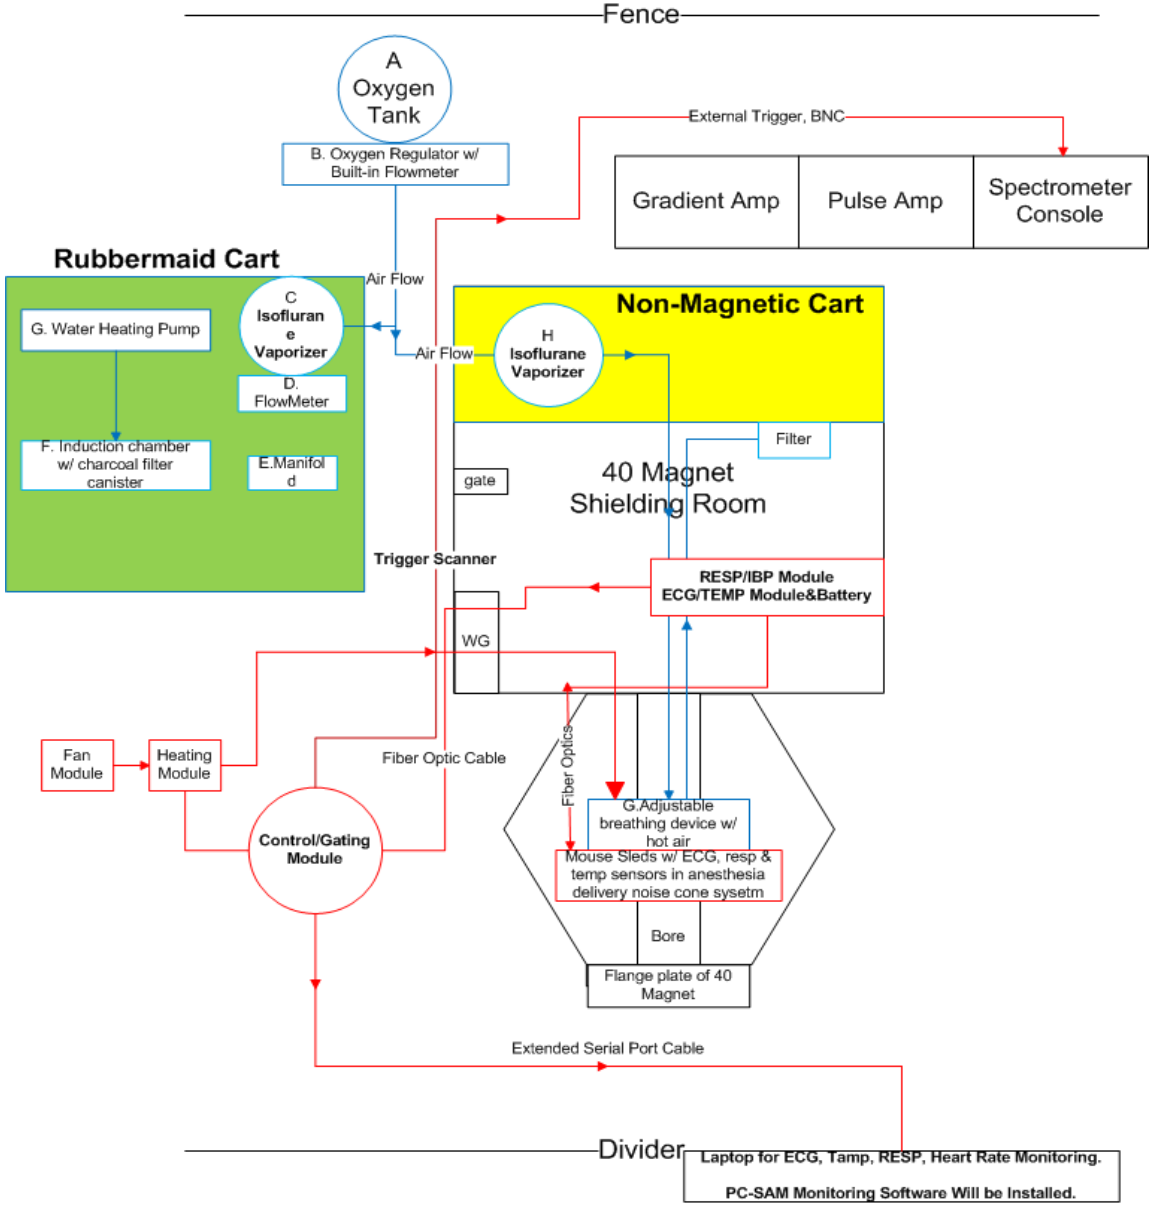 Fence
A
Oxygen
Tank
B. Oxygen Regulator w/
Built-in Flowmeter
External Trigger, BNC
Gradient Amp
Pulse Amp
Spectrometer
Console
Rubbermaid Cart
Air Flow
C
Isofluran
e
Vaporizer
G. Water Heating Pump
D.
FlowMeter
F. Induction chamber
w/ charcoal filter
canister
E.Manifol
d
Non-Magnetic Cart
Air Flow
H
Isoflurane
Vaporizer
Filter
gate
40 Magnet
Shielding Room
Trigger Scanner
RESP/IBP Module
ECG/TEMP Module&Battery
WG
Fan
Module
Heating
Module
Fiber Optic Cable
Fiber Optics
Control/Gating
Module
G.Adjustable
breathing device w/
hot air
Mouse Sleds w/ ECG, resp &
temp sensors in anesthesia
delivery noise cone sysetm
Bore
Flange plate of 40
Magnet
Extended Serial Port Cable
Divider
Laptop for ECG, Tamp, RESP, Heart Rate Monitoring.
PC-SAM Monitoring Software Will be Installed.